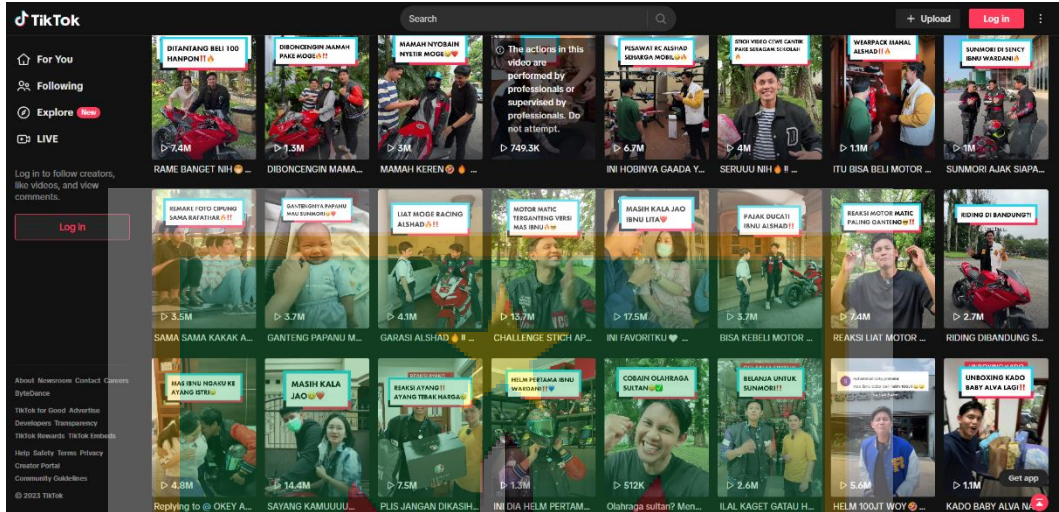 TikTok
Search
+ Upload
Log in
For You
Following
Explore New
LIVE
Log in to follow creators,
like videos, and view
comments.
Log in
About Newsroom Contact Careers
ByteDance
TikTok for Good Advertise
Developers Transparency
TikTok Rewards TikTok Embeds
Help Safety Terms Privacy
Creator Portal
Community Guidelines
© 2023 TikTok
DITANTANG BELI 100
HANPON!!🔥
7.4M
RAME BANGET NIH
DIBONCENGIN MAMAH
PAKE MOGE🔥!!
1.3M
DIBONCENGIN MAMA...
MAMAH NYOBAIN
NYETIR MOGE
3M
MAMAH KEREN ...
The actions in this
video are
performed by
professionals or
supervised by
professionals. Do
not attempt.
749.3K
PESAWAT RC ALSHAD
SEHARGA MOBIL
6.7M
INI HOBINYA GAADA Y...
STICH VIDEO CEWE CANTIK
PAKE SERAGAM SEKOLAH
4M
SERUUU NIH 🔥!! ...
WEARPACK MAHAL
ALSHAD!!🔥
1.1M
ITU BISA BELI MOTOR ...
SUNMORI DI SENCY
IBNU WARDANI🔥
1M
SUNMORI AJAK SIAPA...
REMAKE FOTO CIPUNG
SAMA RAFATHAR🔥!!
3.5M
SAMA SAMA KAKAK A...
GANTENGNYA PAPAHU
MAU SUNMORI
3.7M
GANTENG PAPANU M...
LIAT MOGE RACING
ALSHAD🔥!!
4.1M
GARASI ALSHAD🔥!! ...
MOTOR MATIC
TERGANTENG VERSI
MAS IBNU🔥
13.7M
CHALLENGE STICH AP...
MASIH KALA JAO
IBNU LITA
17.5M
INI FAVORITKU ...
PAJAK DUCATI
IBNU ALSHAD!!
3.7M
BISA KEBELI MOTOR ...
REAKSI MOTOR MATIC
PALING GANTENG!!
7.4M
REAKSI LIAT MOTOR ...
RIDING DI BANDUNG?!
2.7M
RIDING DIBANDUNG S...
MAS IBNU NGAKU KE
AYANG ISTRI
4.8M
Replying to @ OKEY A...
MASIH KALA
JAO
14.4M
SAYANG KAMUUUU...
REAKSI AYANG!!
AYANG TEBAK HARGA
7.5M
PLIS JANGAN DIKASIH...
HELM PERTAMA IBNU
WARDANI!!
1.3M
INI DIA HELM PERTAM...
COBAIN OLAHRAGA
SULTAN
512K
Olahraga sultan? Men...
BELANJA UNTUK
SUNMORI!!
2.6M
ILAL KAGET GATAU H...
5.6M
HELM 100JT WOY ...
UNBOXING KADO
BABY ALVA LAGI!!
1.1M
KADO BABY ALVA NA...
Get app